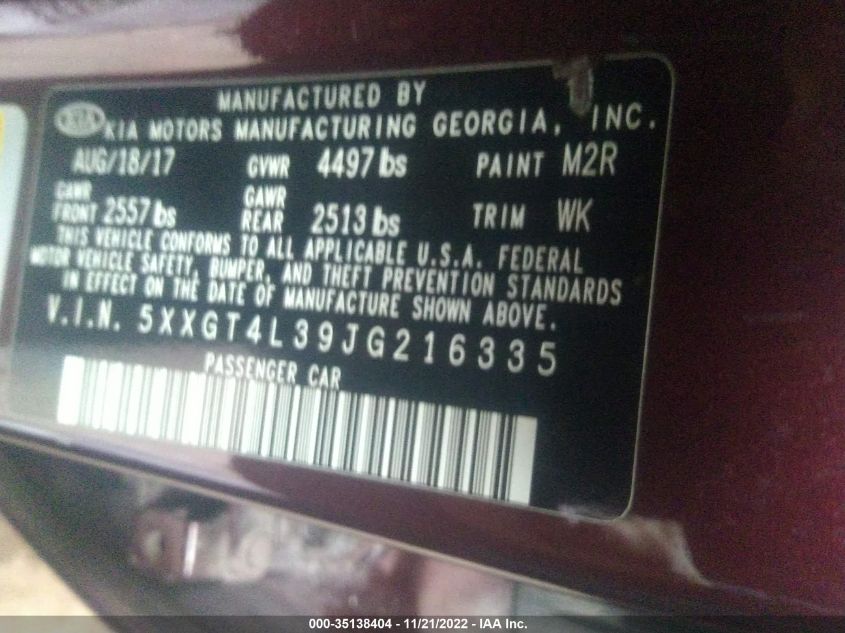 MANUFACTURED BY
KIA KIA MOTORS MANUFACTURING GEORGIA, INC.
AUG/18/17 GVWR 4497 lbs PAINT M2R
GAWR FRONT 2557 lbs GAWR REAR 2513 lbs TRIM WK
THIS VEHICLE CONFORMS TO ALL APPLICABLE U.S.A. FEDERAL
MOTOR VEHICLE SAFETY, BUMPER, AND THEFT PREVENTION STANDARDS
IN EFFECT ON THE DATE OF MANUFACTURE SHOWN ABOVE.
V.I.N. 5XXGT4L39JG216335
PASSENGER CAR
000-35138404 - 11/21/2022 - IAA Inc.